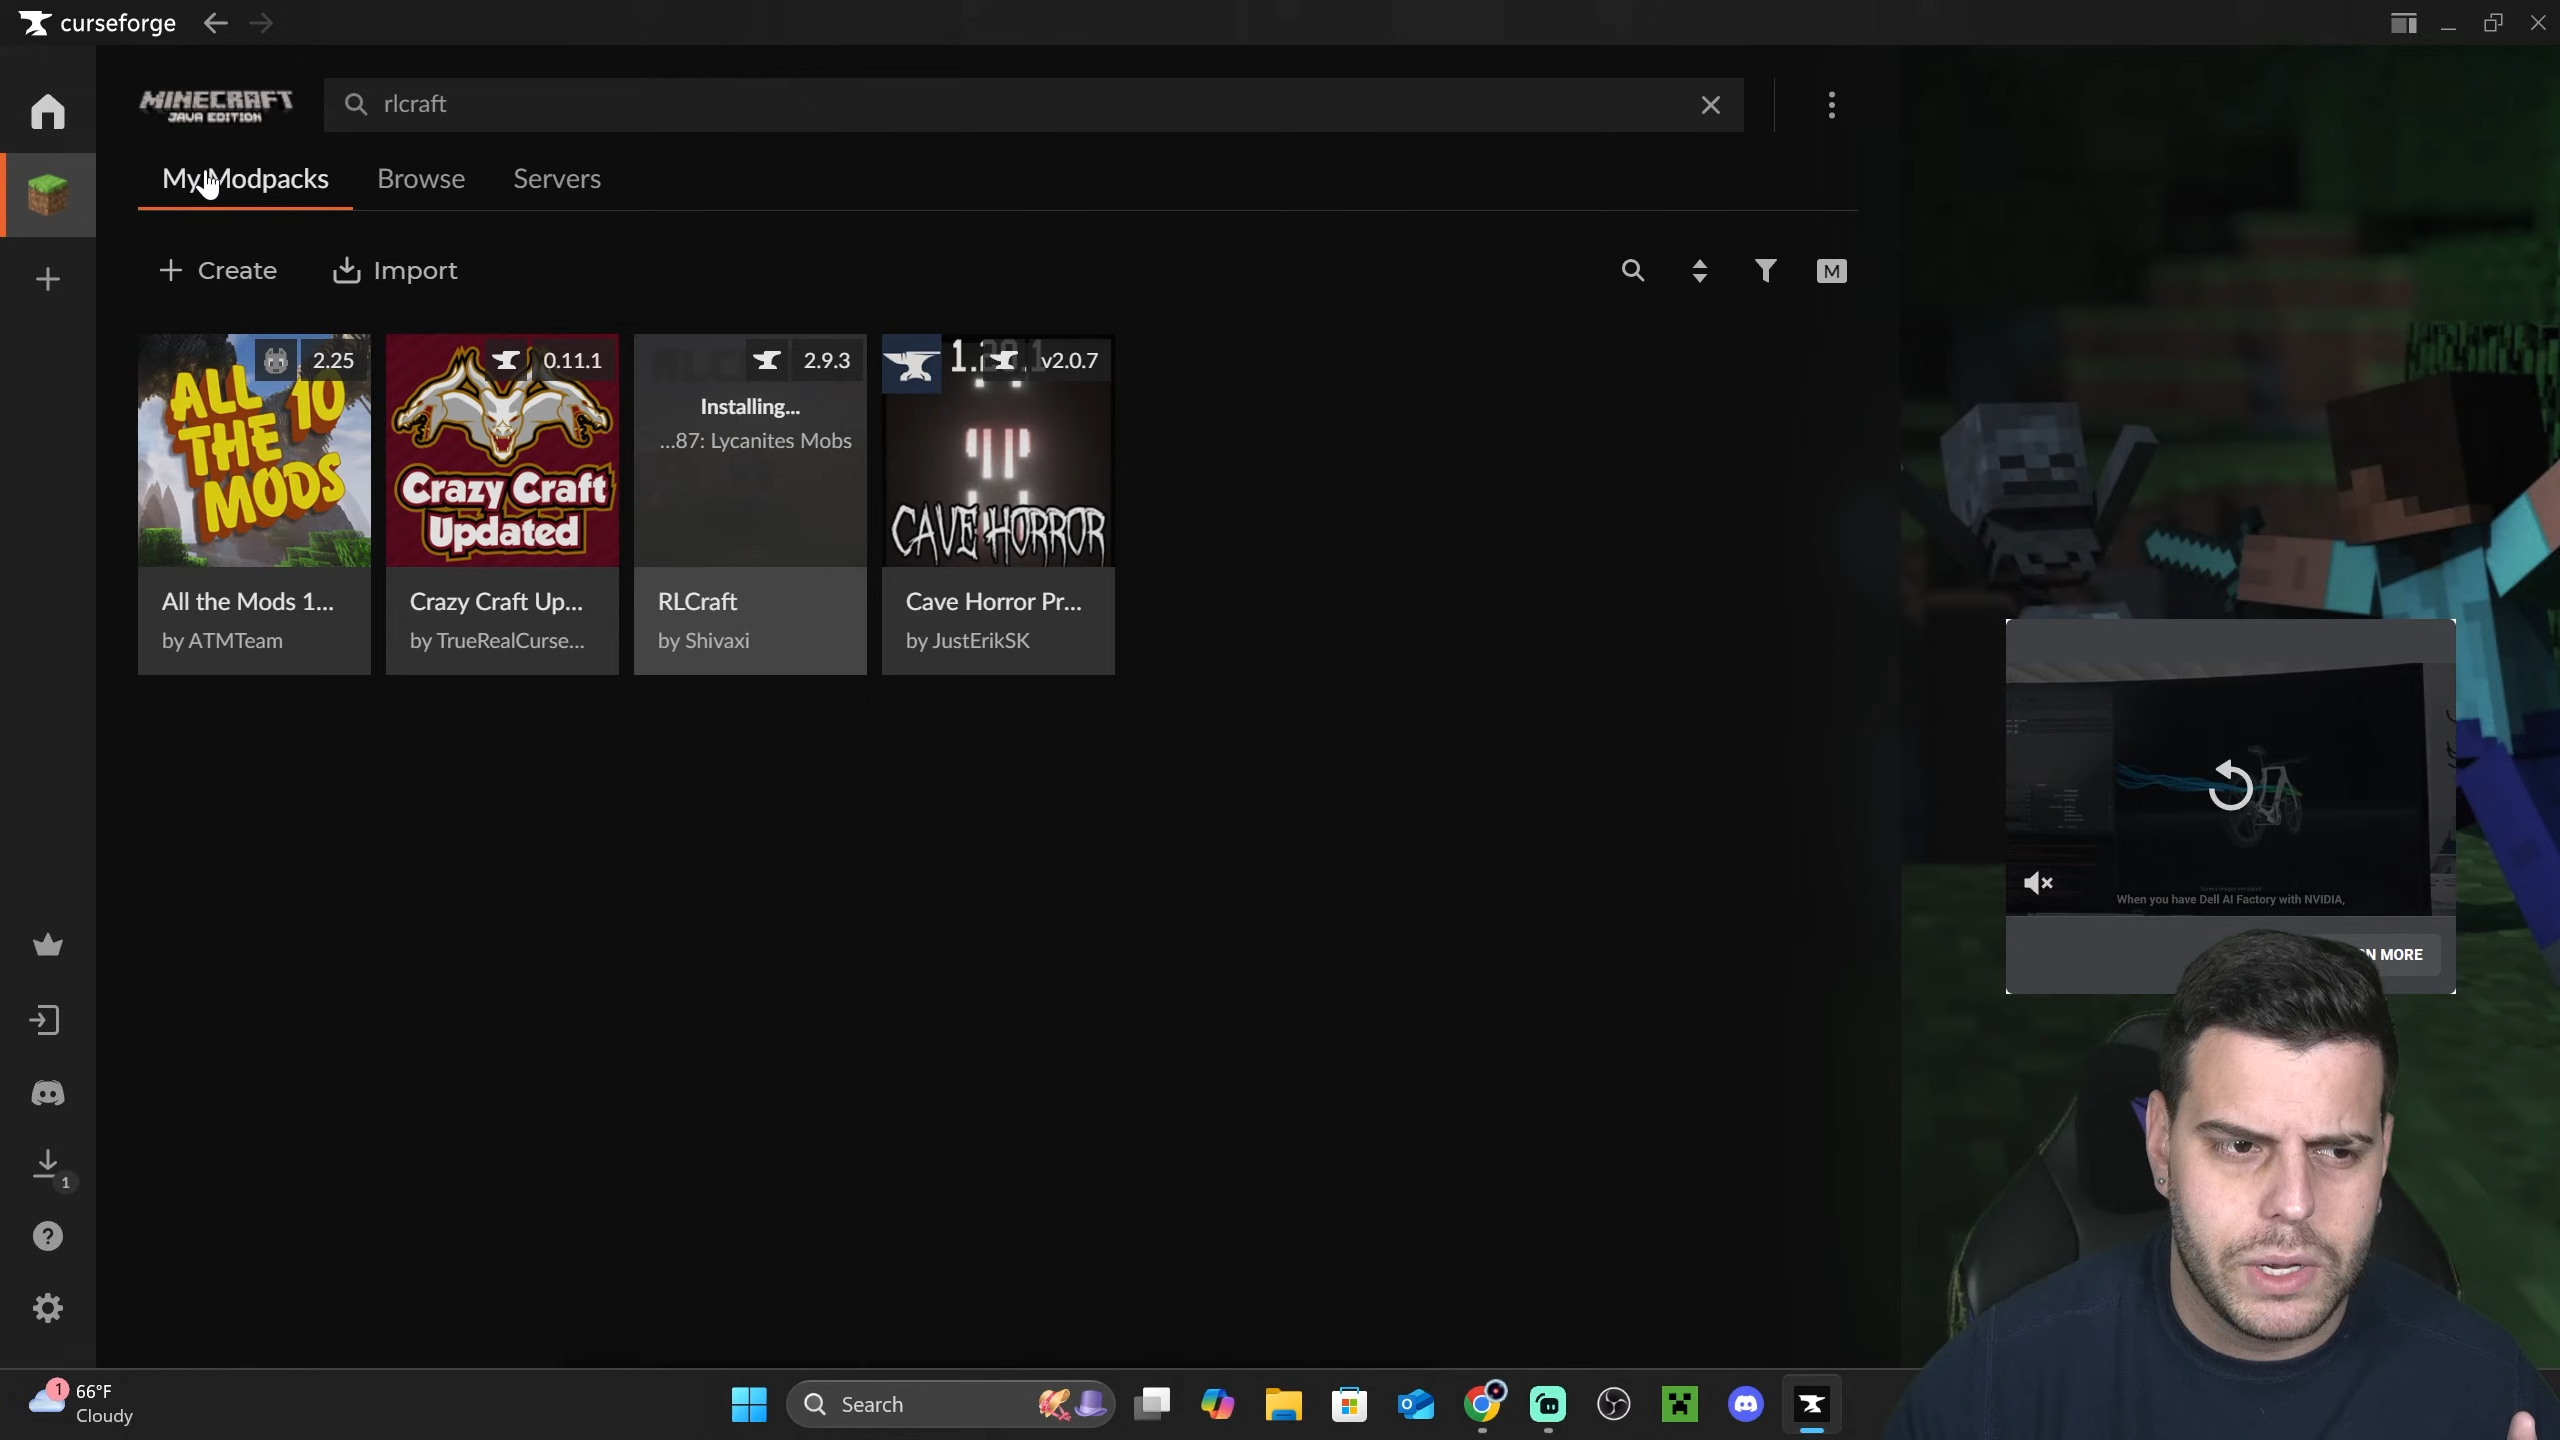 curseforge
MINECRAFT
JAVA EDITION
rlcraft
My Modpacks
Browse
Servers
Create
Import
M
2.25
ALL
THE 10
MODS
All the Mods 1...
by ATMTeam
0.11.1
Crazy Craft
Updated
Crazy Craft Up...
by TrueRealCurse...
2.9.3
Installing...
...87: Lycanites Mobs
RLCraft
by Shivaxi
v2.0.7
CAVE HORROR
Cave Horror Pr...
by JustErikSK
When you have Dell AI Factory with NVIDIA,
N MORE
1
1
66°F
Cloudy
Search